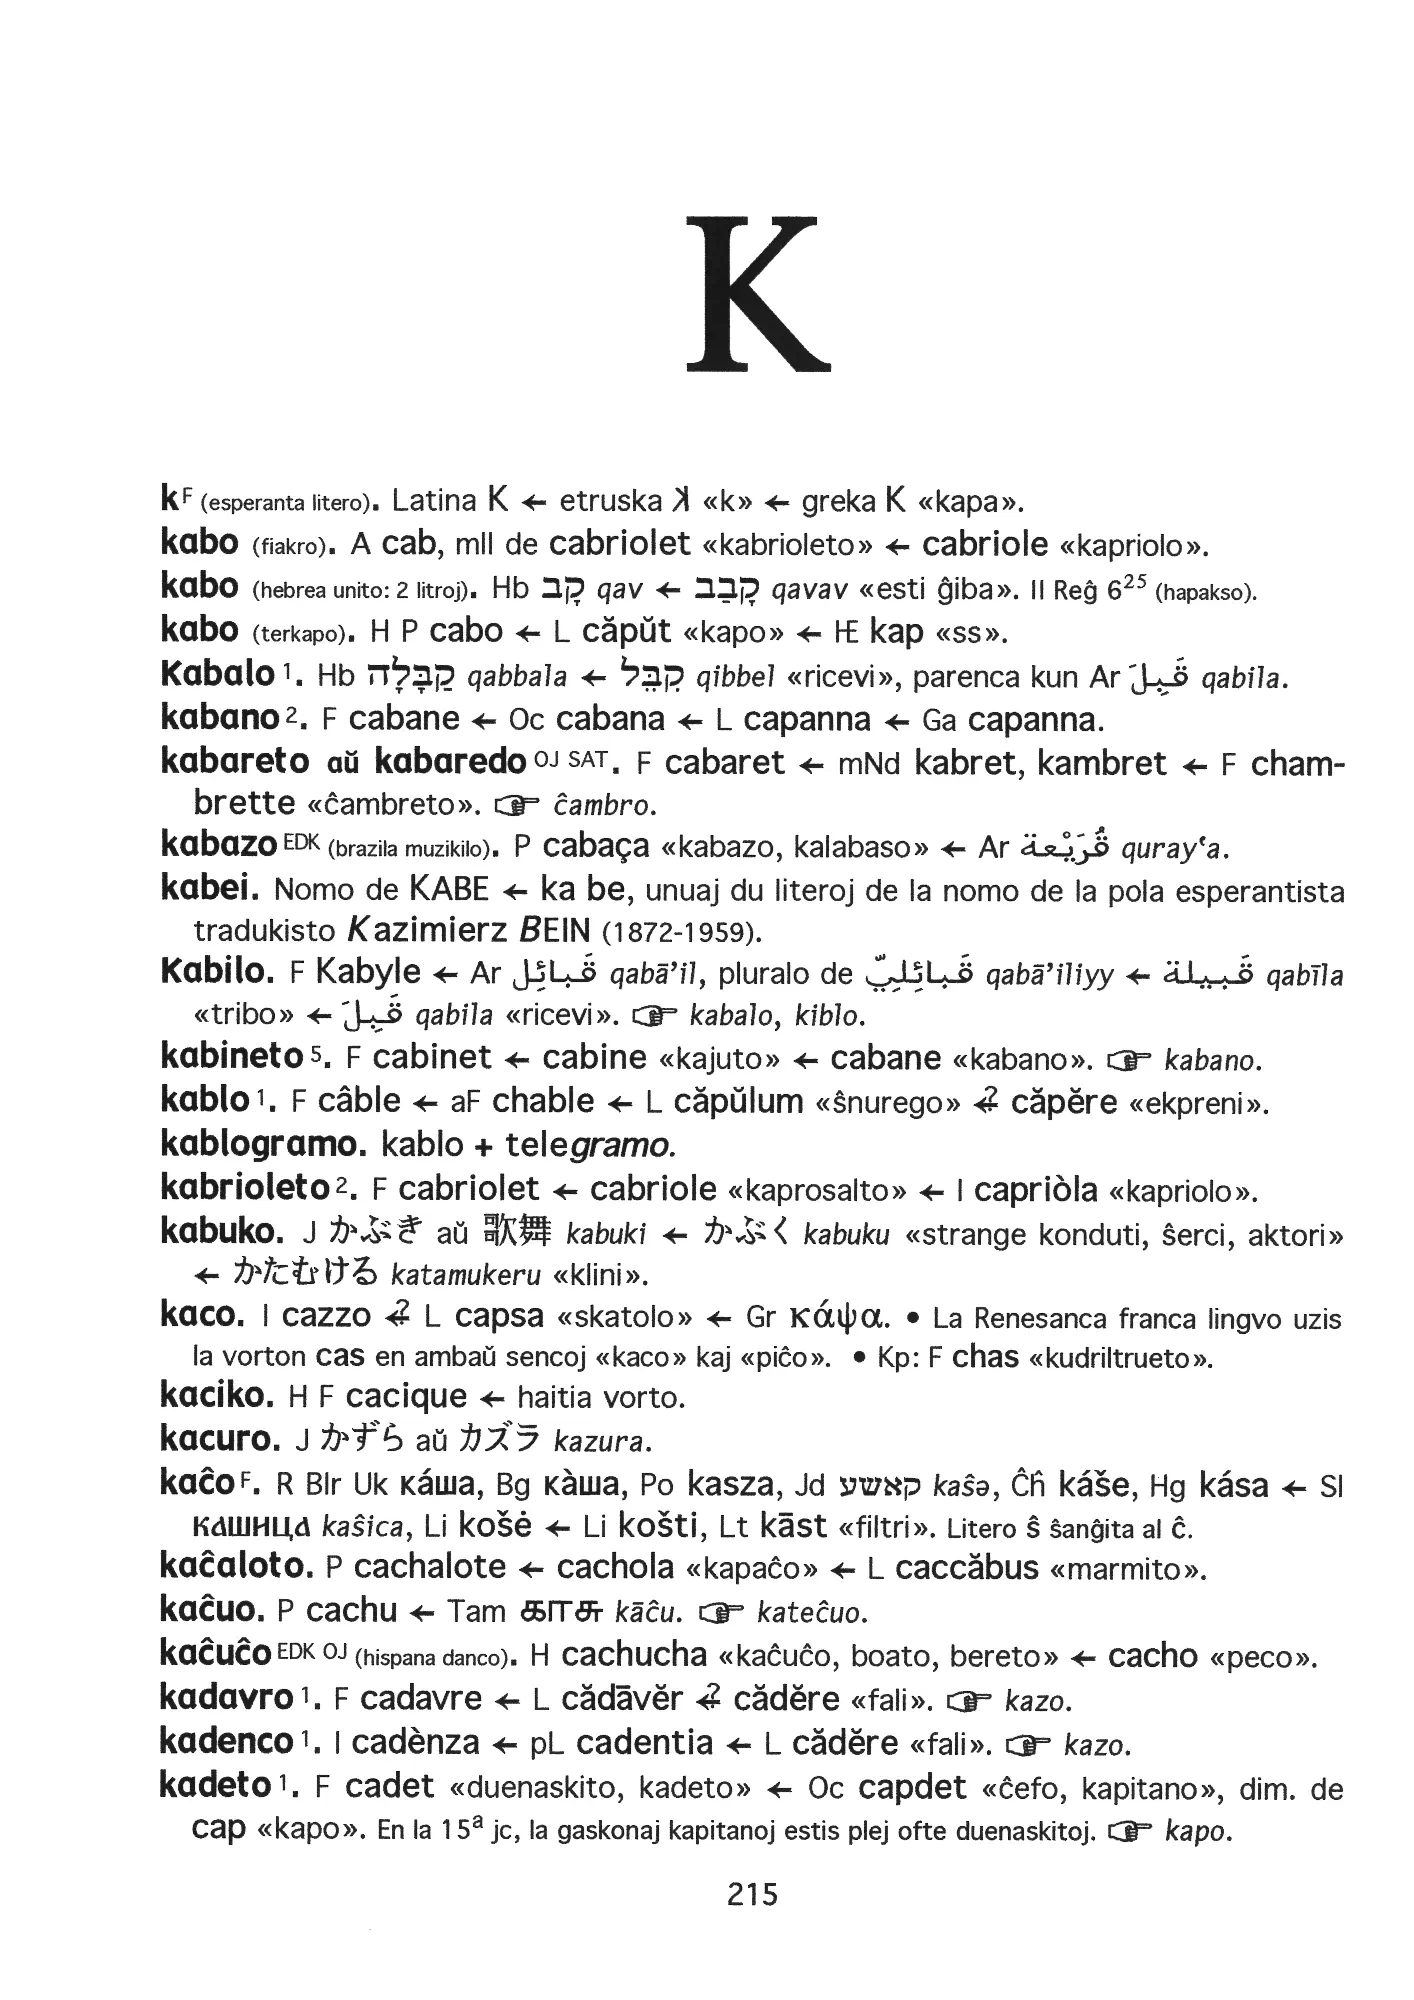 K
k F (esperanta litero). Latina K ← etruska 𐌊 «k» ← greka K «kapa».
kabo (fiakro). A cab, mll de cabriolet «kabrioleto» ← cabriole «kapriolo».
kabo (hebrea unito: 2 litroj). Hb קָב qav ← קָבַב qavav «esti ĝiba». II Reĝ 6²⁵ (hapakso).
kabo (terkapo). H P cabo ← L căpŭt «kapo» ← IE kap «ss».
Kabalo 1. Hb קַבָּלָה qabbala ← קִבֵּל qibbel «ricevi», parenca kun Ar قَبِلَ qabila.
kabano 2. F cabane ← Oc cabana ← L capanna ← Ga capanna.
kabareto aŭ kabaredo OJ SAT. F cabaret ← mNd kabret, kambret ← F cham-
brette «ĉambreto». ☞ ĉambro.
kabazo EDK (brazila muzikilo). P cabaça «kabazo, kalabaso» ← Ar قُرَيْعة qurayʿa.
kabei. Nomo de KABE ← ka be, unuaj du literoj de la nomo de la pola esperantista
tradukisto Kazimierz BEIN (1872-1959).
Kabilo. F Kabyle ← Ar قَبائِل qabā’il, pluralo de قَبائِلِيّ qabā’iliyy ← قَبيلة qabīla
«tribo» ← قَبِلَ qabila «ricevi». ☞ kabalo, kiblo.
kabineto 5. F cabinet ← cabine «kajuto» ← cabane «kabano». ☞ kabano.
kablo 1. F câble ← aF chable ← L căpŭlum «ŝnurego» ←? căpĕre «ekpreni».
kablogramo. kablo + telegramo.
kabrioleto 2. F cabriolet ← cabriole «kaprosalto» ← I capriòla «kapriolo».
kabuko. J かぶき aŭ 歌舞 kabuki ← かぶく kabuku «strange konduti, ŝerci, aktori»
← かたむける katamukeru «klini».
kaco. I cazzo ←? L capsa «skatolo» ← Gr κάψα. • La Renesanca franca lingvo uzis
la vorton cas en ambaŭ sencoj «kaco» kaj «piĉo». • Kp: F chas «kudriltrueto».
kaciko. H F cacique ← haitia vorto.
kacuro. J かずら aŭ カズラ kazura.
kaĉo F. R Blr Uk ка́ша, Bg ка̀ша, Po kasza, Jd קאשע kaŝə, Ĉĥ káše, Hg kása ← Sl
кашица kaŝica, Li košė ← Li košti, Lt kāst «filtri». Litero ŝ ŝanĝita al ĉ.
kaĉaloto. P cachalote ← cachola «kapaĉo» ← L caccăbus «marmito».
kaĉuo. P cachu ← Tam காசு kāĉu. ☞ kateĉuo.
kaĉuĉo EDK OJ (hispana danco). H cachucha «kaĉuĉo, boato, bereto» ← cacho «peco».
kadavro 1. F cadavre ← L cădāvĕr ←? cădĕre «fali». ☞ kazo.
kadenco 1. I cadènza ← pL cadentia ← L cădĕre «fali». ☞ kazo.
kadeto 1. F cadet «duenaskito, kadeto» ← Oc capdet «ĉefo, kapitano», dim. de
cap «kapo». En la 15ª jc, la gaskonaj kapitanoj estis plej ofte duenaskitoj. ☞ kapo.
215